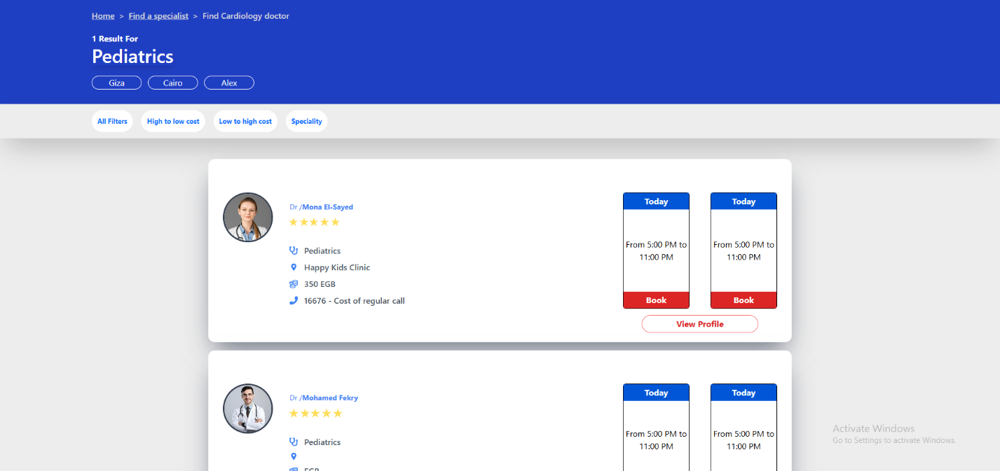 Home > Find a specialist > Find Cardiology doctor
1 Result For
Pediatrics
Giza Cairo Alex
All Filters High to low cost Low to high cost Speciality
Dr /Mona El-Sayed
Pediatrics
Happy Kids Clinic
350 EGB
16676 - Cost of regular call
Today
From 5:00 PM to
11:00 PM
Book
Today
From 5:00 PM to
11:00 PM
Book
View Profile
Dr /Mohamed Fekry
Pediatrics
EGB
Today
From 5:00 PM to
11:00 PM
Today
From 5:00 PM to
11:00 PM
Activate Windows
Go to Settings to activate Windows.